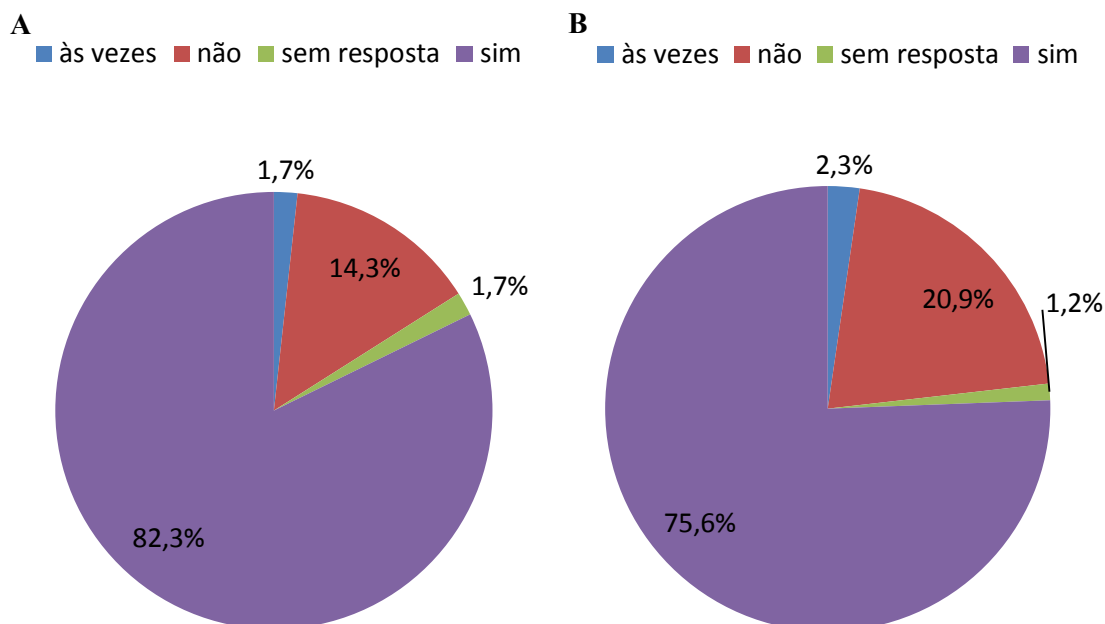 A
às vezes não sem resposta sim
1,7%
14,3%
1,7%
82,3%
B
às vezes não sem resposta sim
2,3%
20,9%
1,2%
75,6%